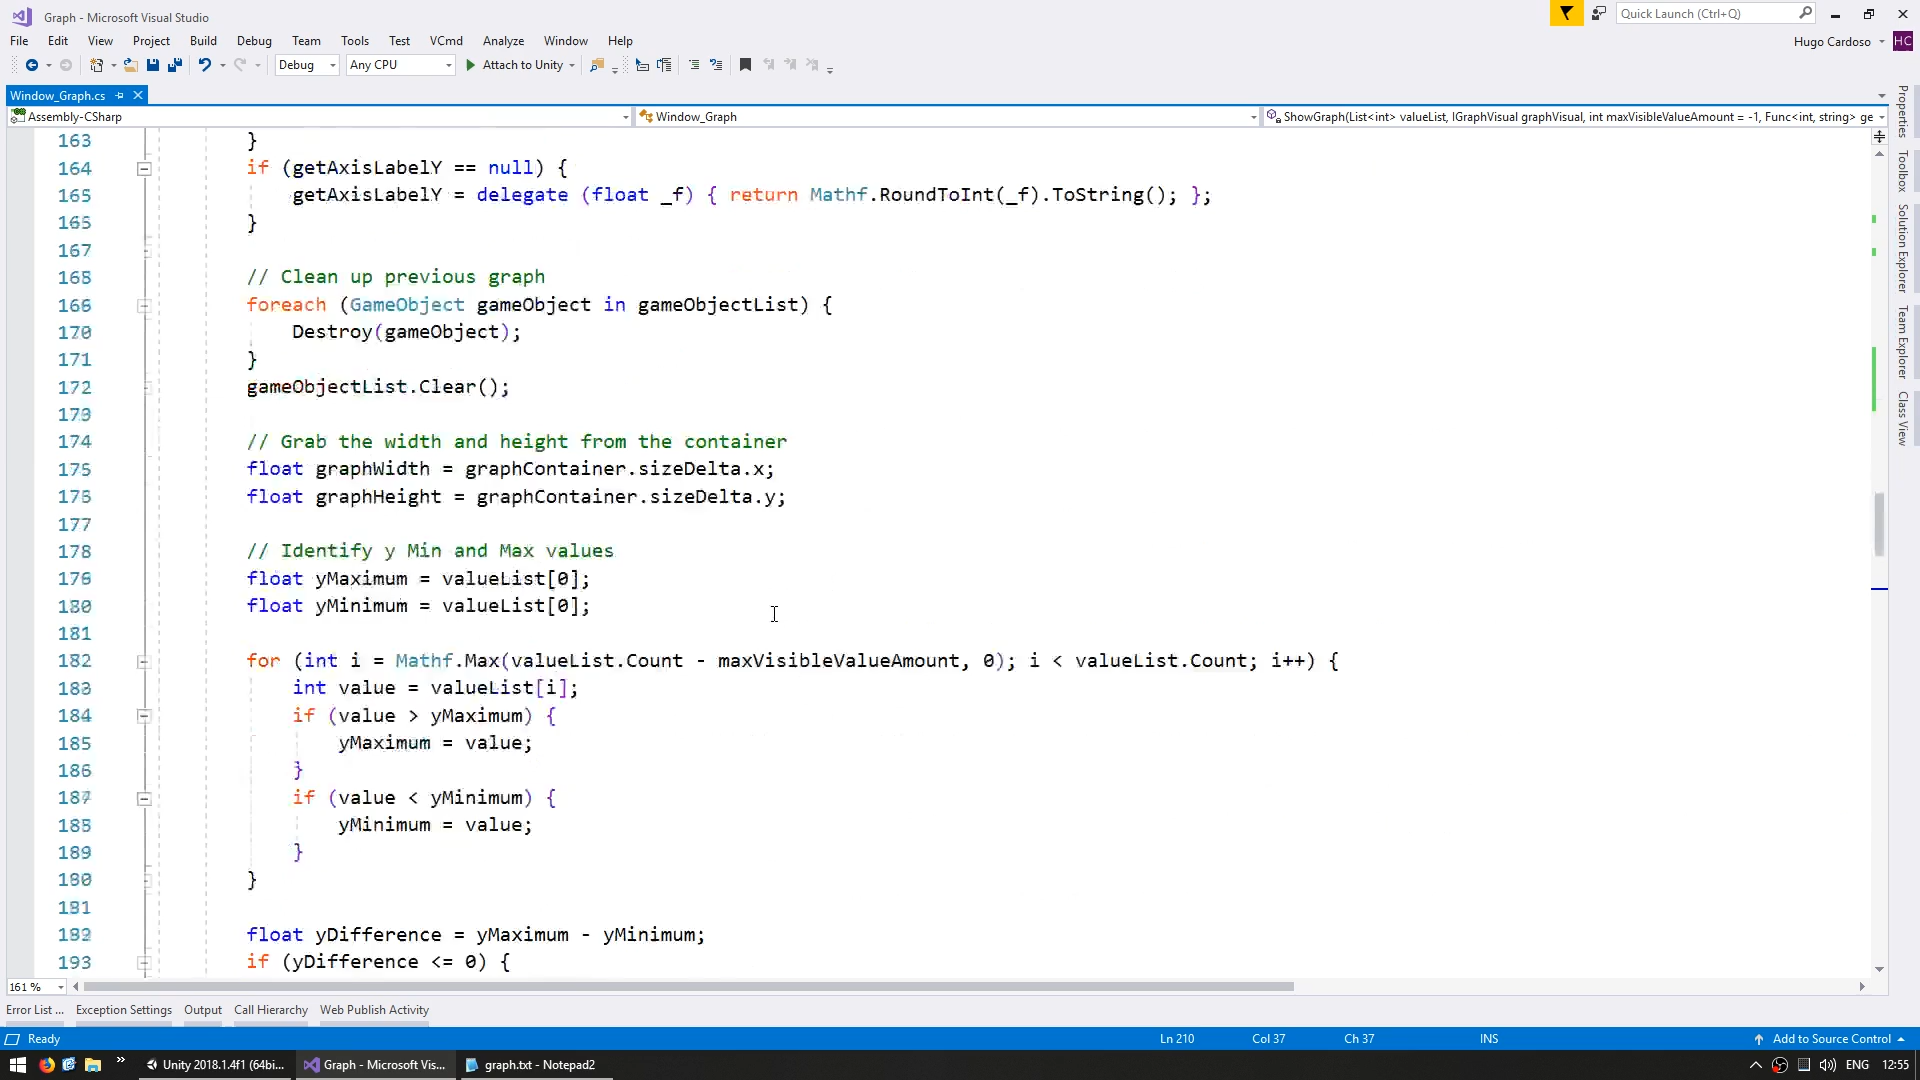 Graph - Microsoft Visual Studio
Quick Launch (Ctrl+Q)
File Edit View Project Build Debug Team Tools Test VCmd Analyze Window Help
Hugo Cardoso HC
Debug Any CPU Attach to Unity
Window_Graph.cs
Assembly-CSharp Window_Graph ShowGraph(List<int> valueList, IGraphVisual graphVisual, int maxVisibleValueAmount = -1, Func<int, string> ge
163 }
164 if (getAxisLabelY == null) {
165 getAxisLabelY = delegate (float _f) { return Mathf.RoundToInt(_f).ToString(); };
}
167
// Clean up previous graph
foreach (GameObject gameObject in gameObjectList) {
170 Destroy(gameObject);
171 }
172 gameObjectList.Clear();
173
174 // Grab the width and height from the container
175 float graphWidth = graphContainer.sizeDelta.x;
float graphHeight = graphContainer.sizeDelta.y;
177
178 // Identify y Min and Max values
179 float yMaximum = valueList[0];
180 float yMinimum = valueList[0];
181
182 for (int i = Mathf.Max(valueList.Count - maxVisibleValueAmount, 0); i < valueList.Count; i++) {
183 int value = valueList[i];
184 if (value > yMaximum) {
185 yMaximum = value;
186 }
187 if (value < yMinimum) {
yMinimum = value;
189 }
}
float yDifference = yMaximum - yMinimum;
193 if (yDifference <= 0) {
Properties
Toolbox
Solution Explorer
Team Explorer
Class View
161 %
Error List ... Exception Settings Output Call Hierarchy Web Publish Activity
Ready Ln 210 Col 37 Ch 37 INS Add to Source Control
Unity 2018.1.4f1 (64bi... Graph - Microsoft Vis... graph.txt - Notepad2 ENG 12:55